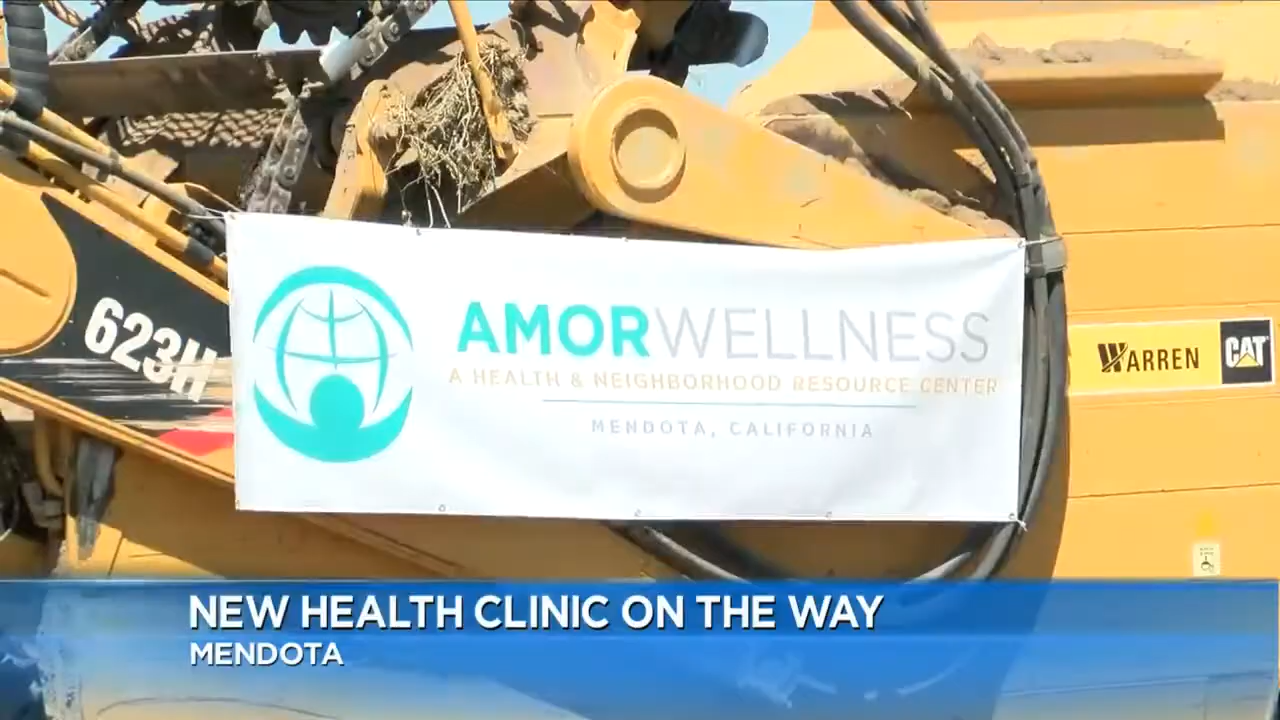 623H
AMORWELLNESS
A HEALTH & NEIGHBORHOOD RESOURCE CENTER
MENDOTA, CALIFORNIA
WARREN CAT
NEW HEALTH CLINIC ON THE WAY
MENDOTA